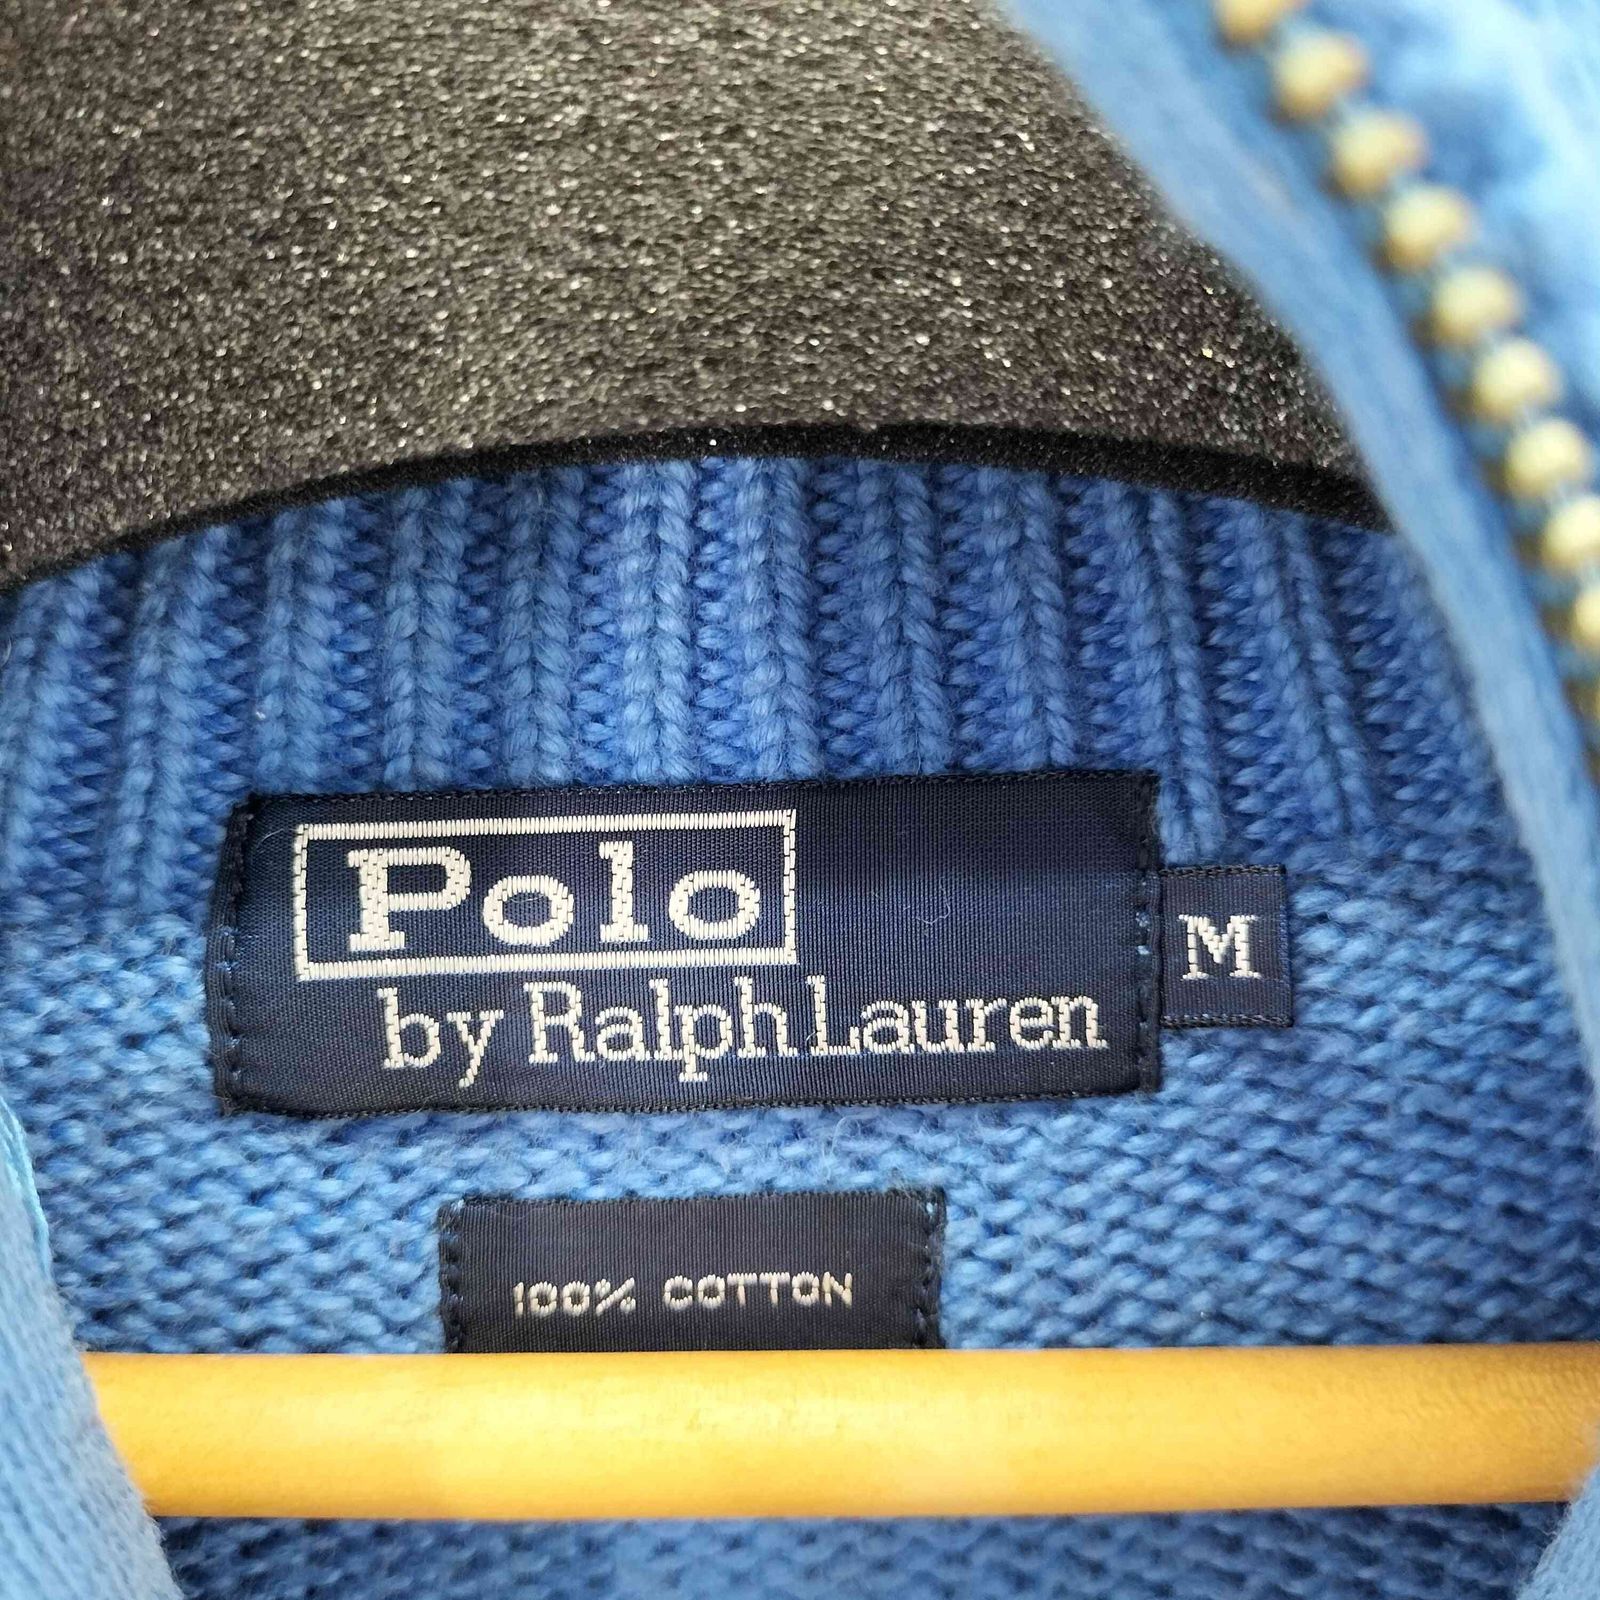 Polo
by Ralph Lauren
M
100% COTTON